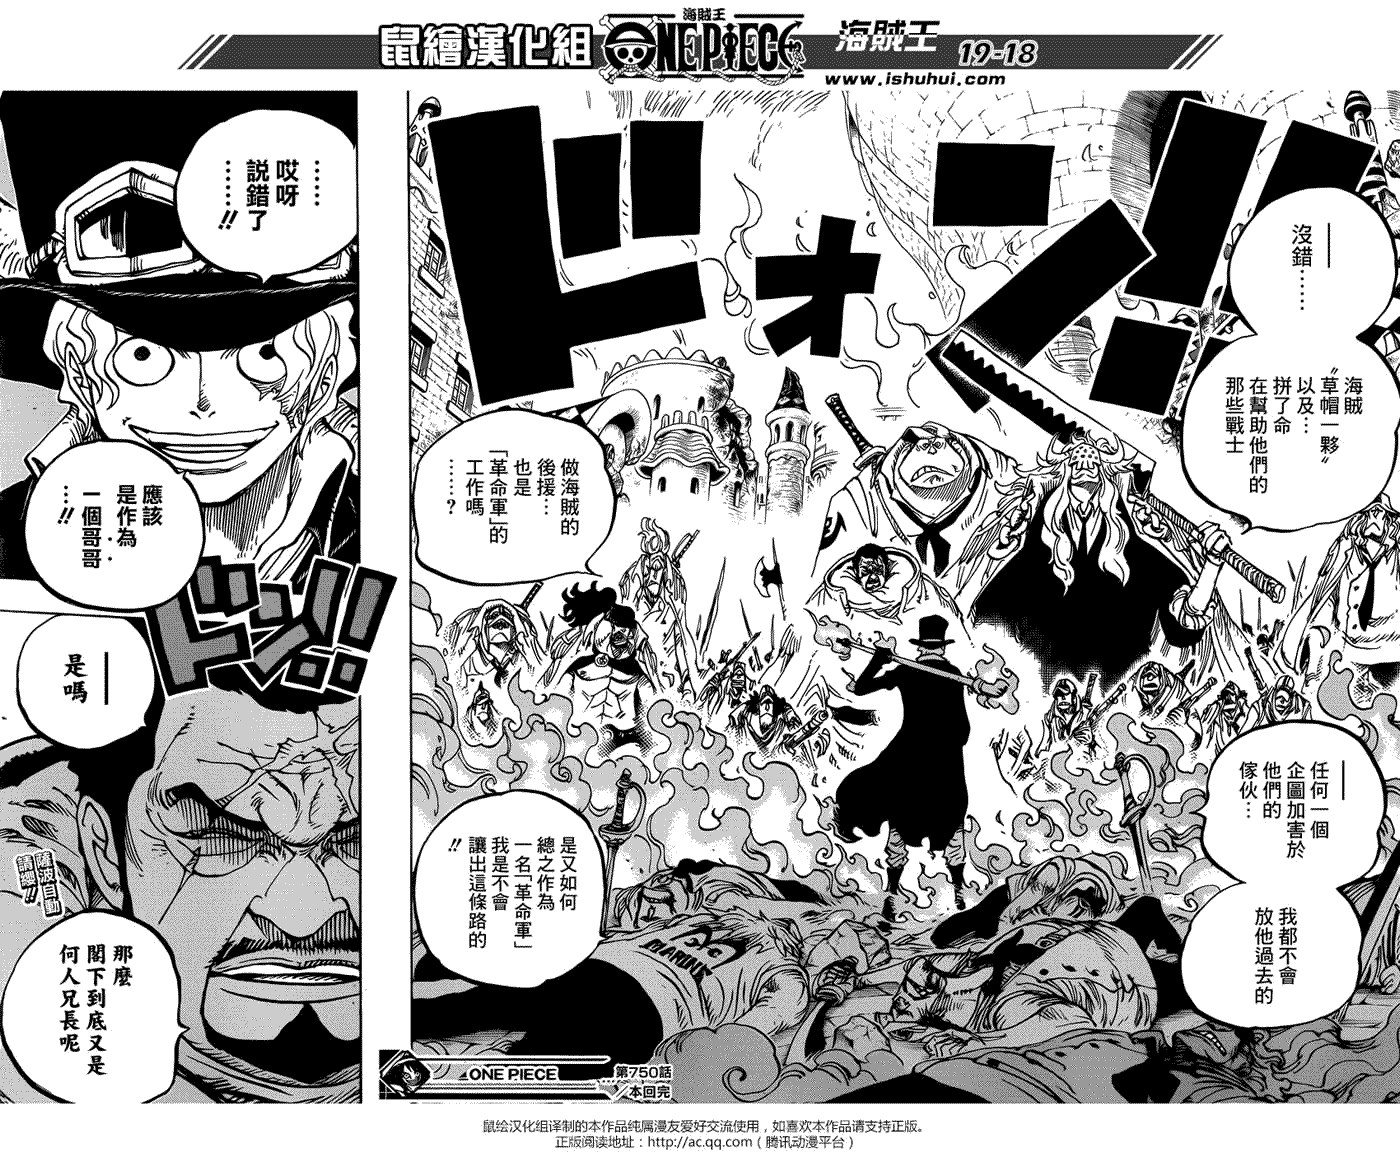 鼠繪漢化組
海賊王
ONE PIECE
海賊王
19-18
www.ishuhui.com
ドォン!!
——
沒錯……
海賊
“草帽一夥”
以及…
拼了命
在幫助他們的
那些戰士
做海賊的
後援…
也是
「革命軍」的
工作嗎
……?
——
任何一個
企圖加害於
他們的
傢伙…
我都不會
放他過去的
是又如何
總之作為
一名「革命軍」
我是不會
讓出這條路的
!!
MARINE
……
哎呀
說錯了
……!!
應該
是作為
一個哥哥
…!!
ドン!!
——
是嗎
薩波自動
請纓!!
那麼
閣下到底又是
何人兄長呢
ONE PIECE
第750話
／本回完
鼠绘汉化组译制的本作品纯属漫友爱好交流使用，如喜欢本作品请支持正版。
正版阅读地址：http://ac.qq.com（腾讯动漫平台）